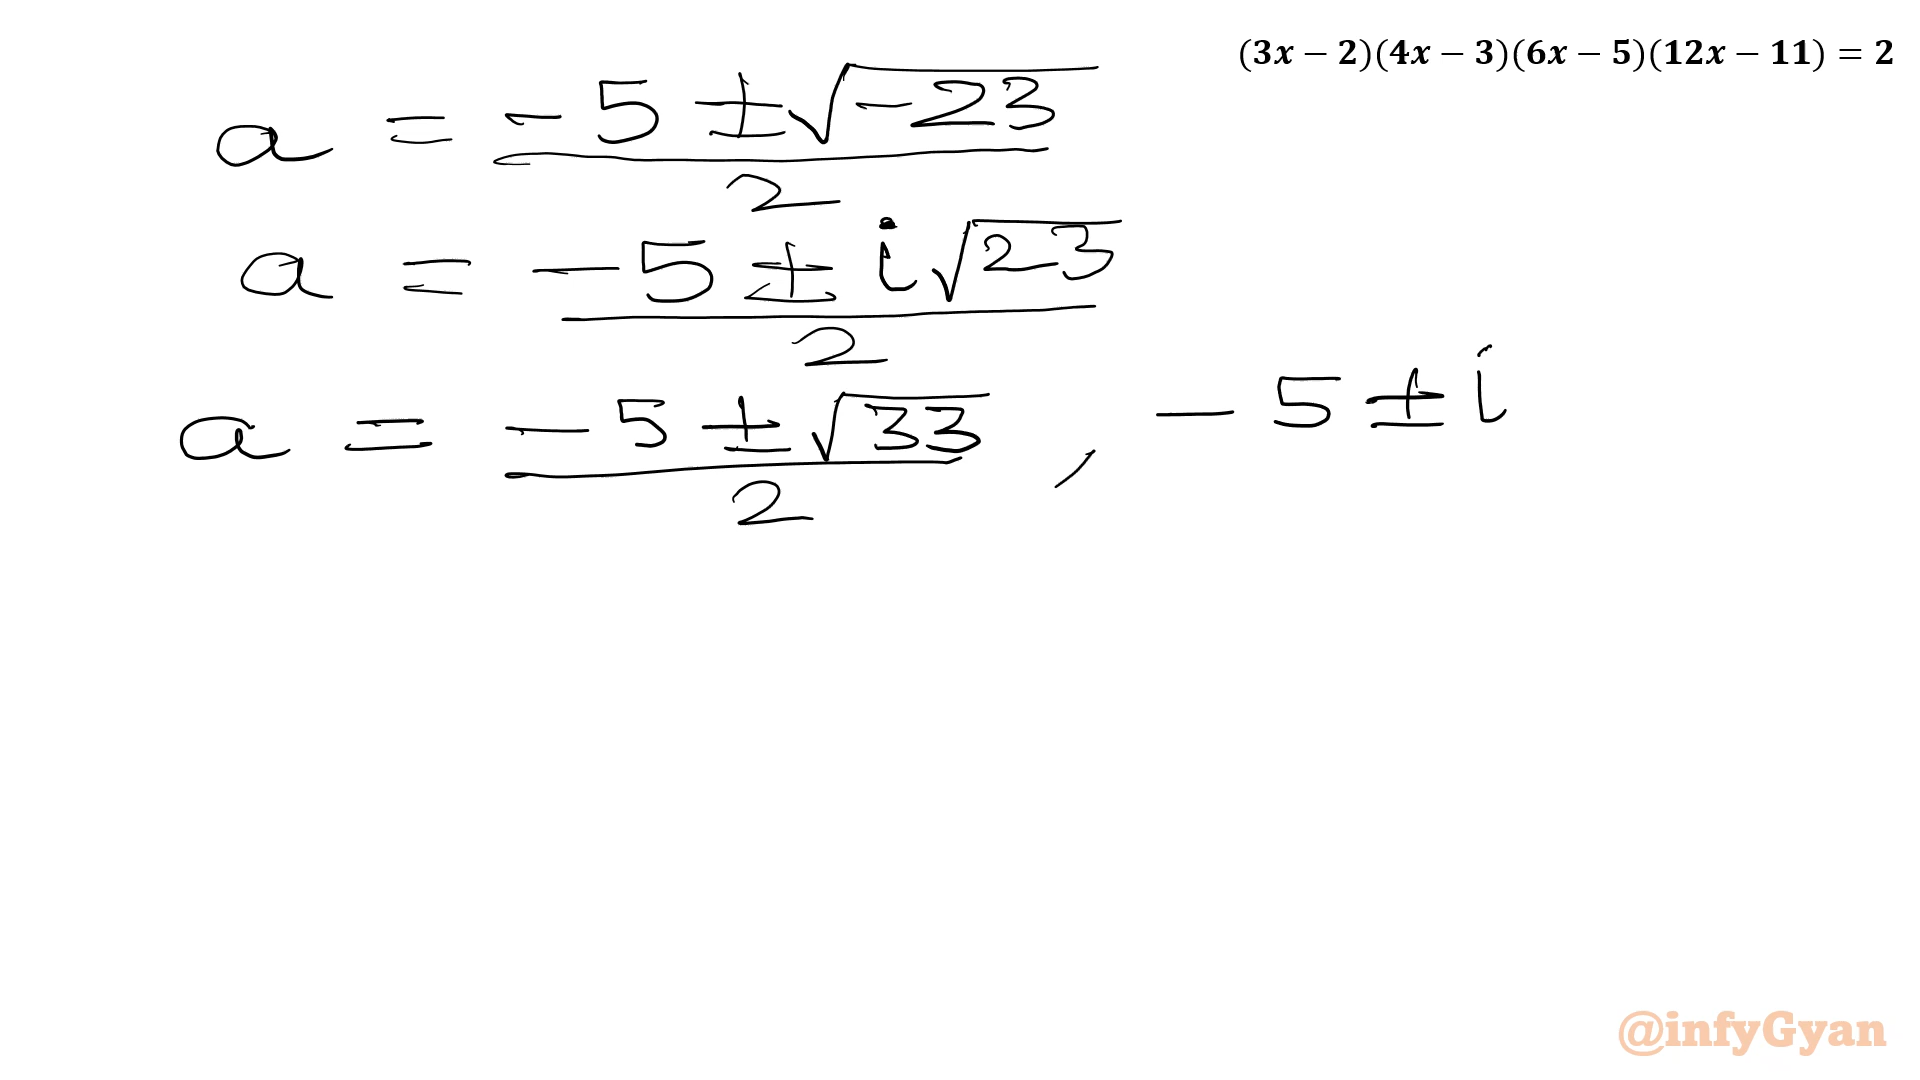 (3x − 2)(4x − 3)(6x − 5)(12x − 11) = 2
a = -5 ± √-23
2
a = -5 ± i√23
2
a = -5 ± √33 , -5 ± i
2
@infyGyan